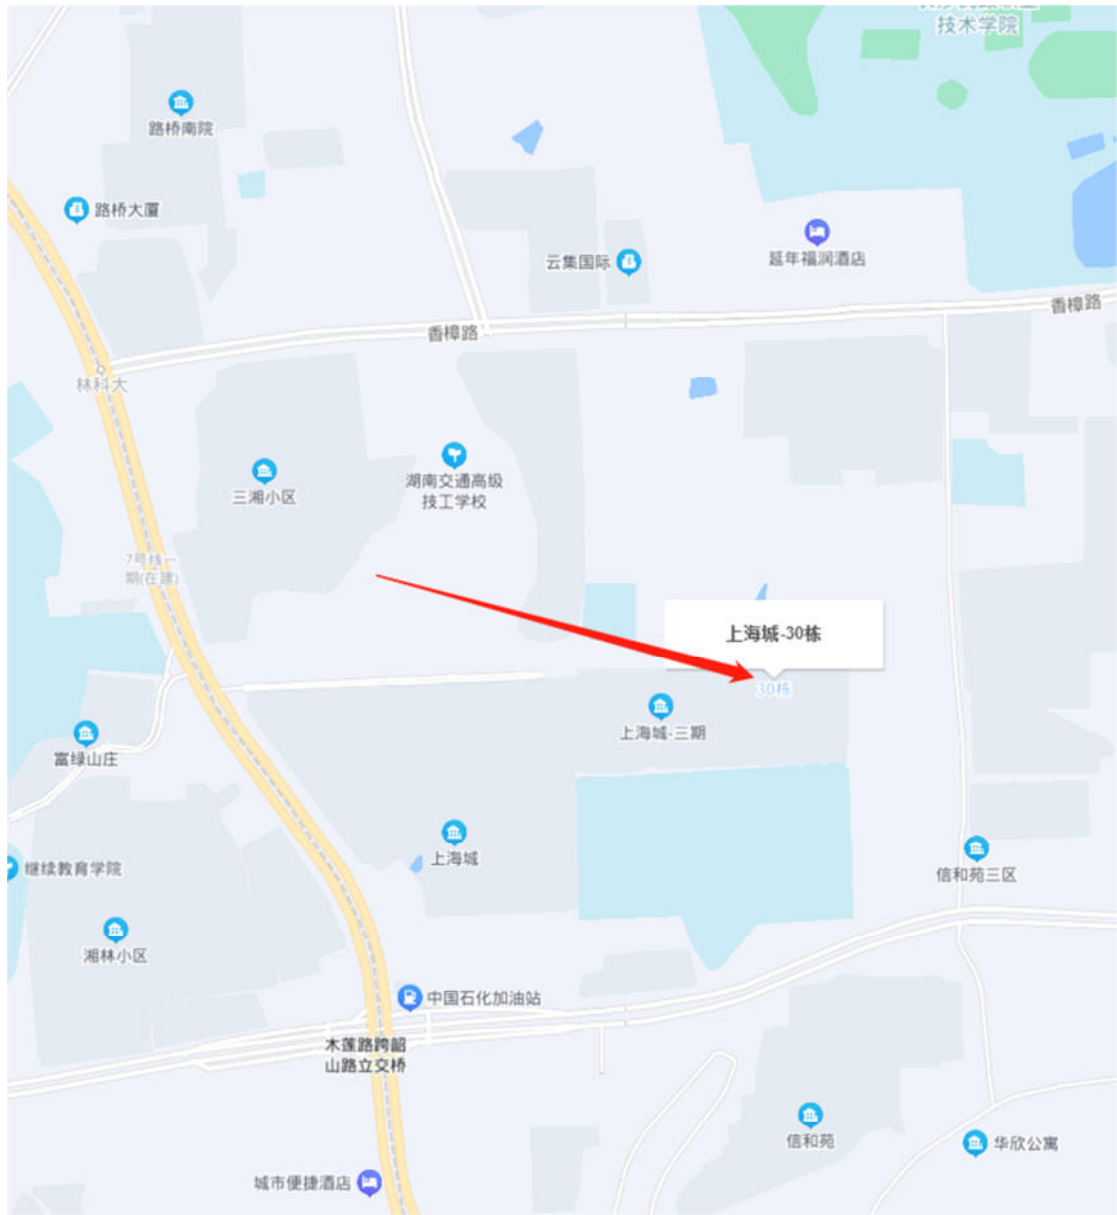 技术学院
路桥南院
路桥大厦
云集国际
延年福润酒店
香樟路
香樟路
林科大
三湘小区
湖南交通高级
技工学校
7号线一
期(在建)
上海城-30栋
30栋
上海城-三期
富绿山庄
上海城
继续教育学院
信和苑三区
湘林小区
中国石化加油站
木莲路跨韶
山路立交桥
信和苑
华欣公寓
城市便捷酒店